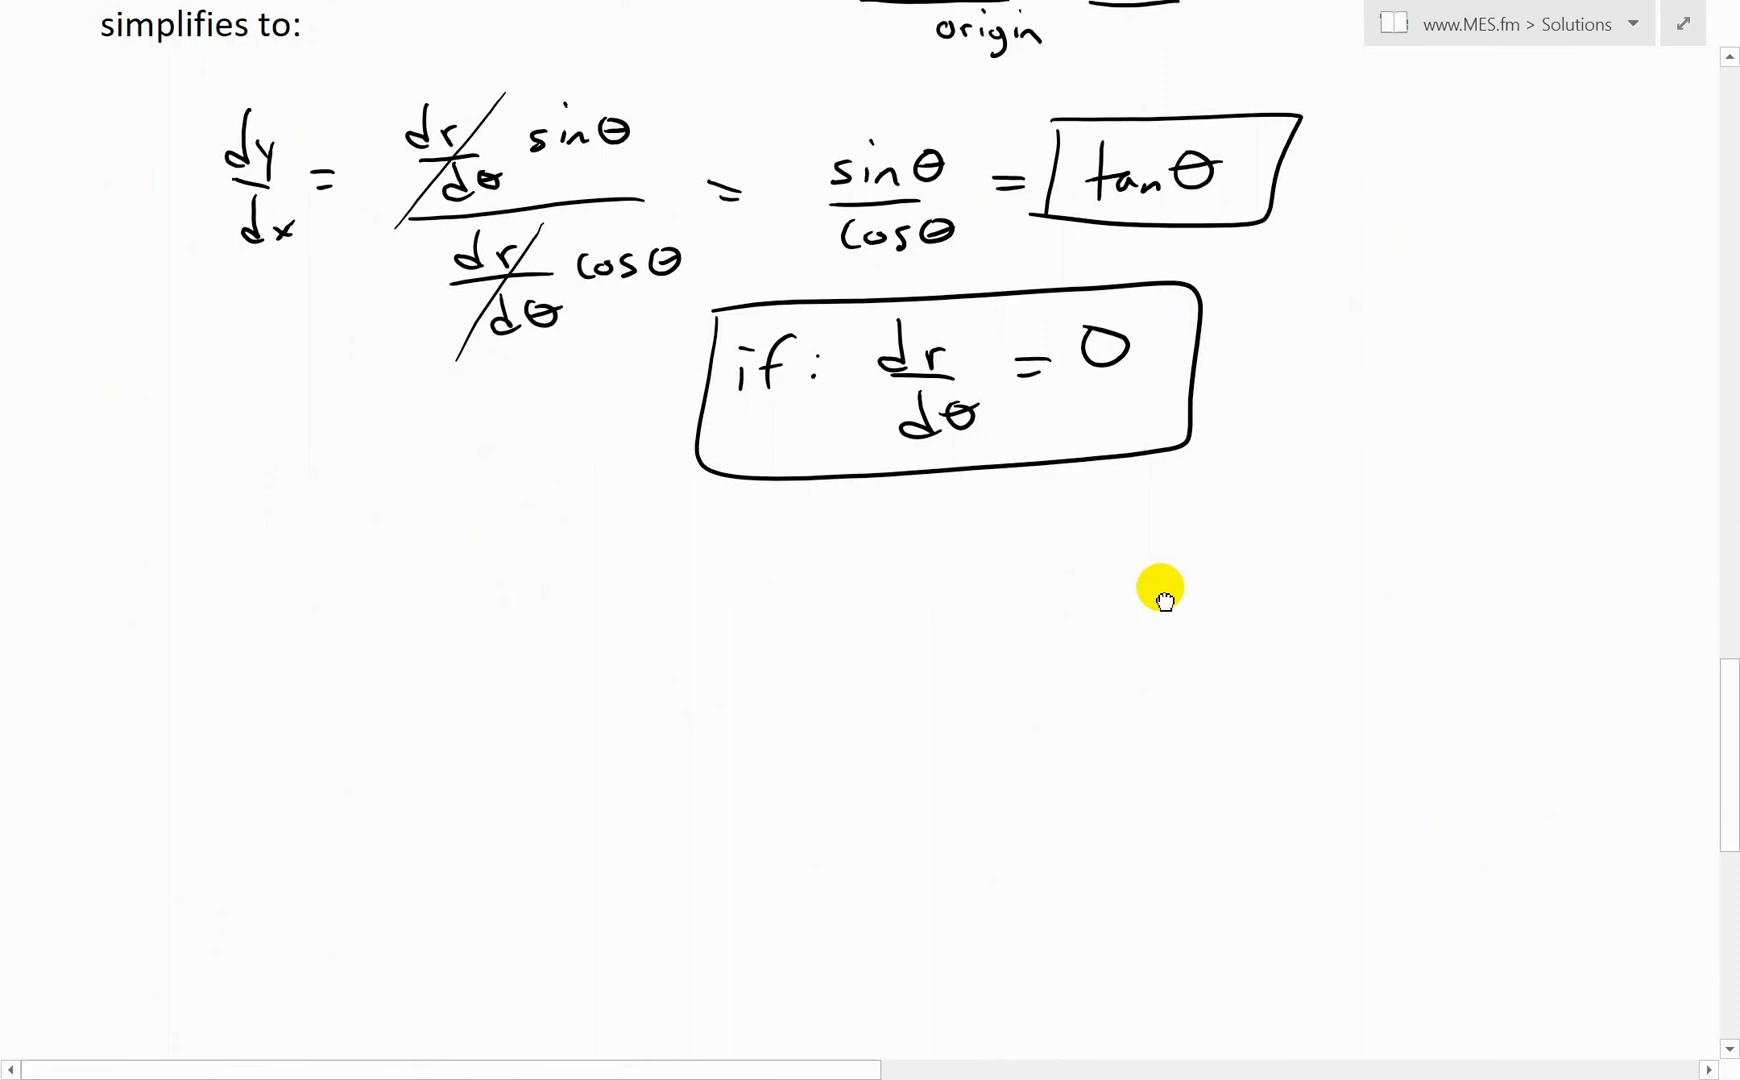 simplifies to:
origin
www.MES.fm > Solutions
dy/dx = (dr/dθ sinθ)/(dr/dθ cosθ) = sinθ/cosθ = tanθ
if: dr/dθ = 0